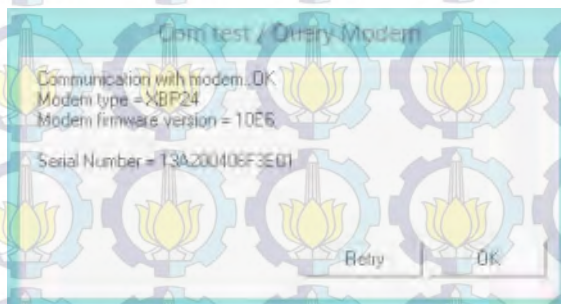 Com test / Query Modem
Communication with modem..OK
Modem type = XBP24
Modem firmware version = 10E6
Serial Number = 13A200406F3E01
Retry
OK